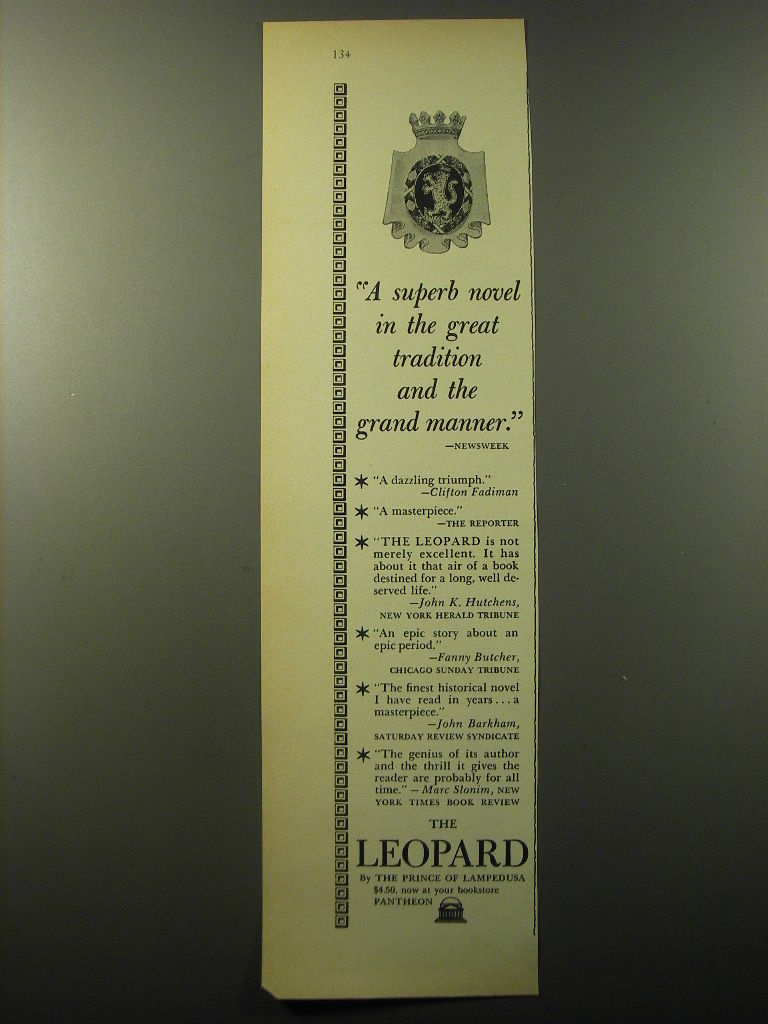 134
“A superb novel
in the great
tradition
and the
grand manner.”
—NEWSWEEK
✶ “A dazzling triumph.”
—Clifton Fadiman
✶ “A masterpiece.”
—THE REPORTER
✶ “THE LEOPARD is not
merely excellent. It has
about it that air of a book
destined for a long, well de-
served life.”
—John K. Hutchens,
NEW YORK HERALD TRIBUNE
✶ “An epic story about an
epic period.”
—Fanny Butcher,
CHICAGO SUNDAY TRIBUNE
✶ “The finest historical novel
I have read in years...a
masterpiece.”
—John Barkham,
SATURDAY REVIEW SYNDICATE
✶ “The genius of its author
and the thrill it gives the
reader are probably for all
time.” — Marc Slonim, NEW
YORK TIMES BOOK REVIEW
THE
LEOPARD
By THE PRINCE OF LAMPEDUSA
$4.50, now at your bookstore
PANTHEON